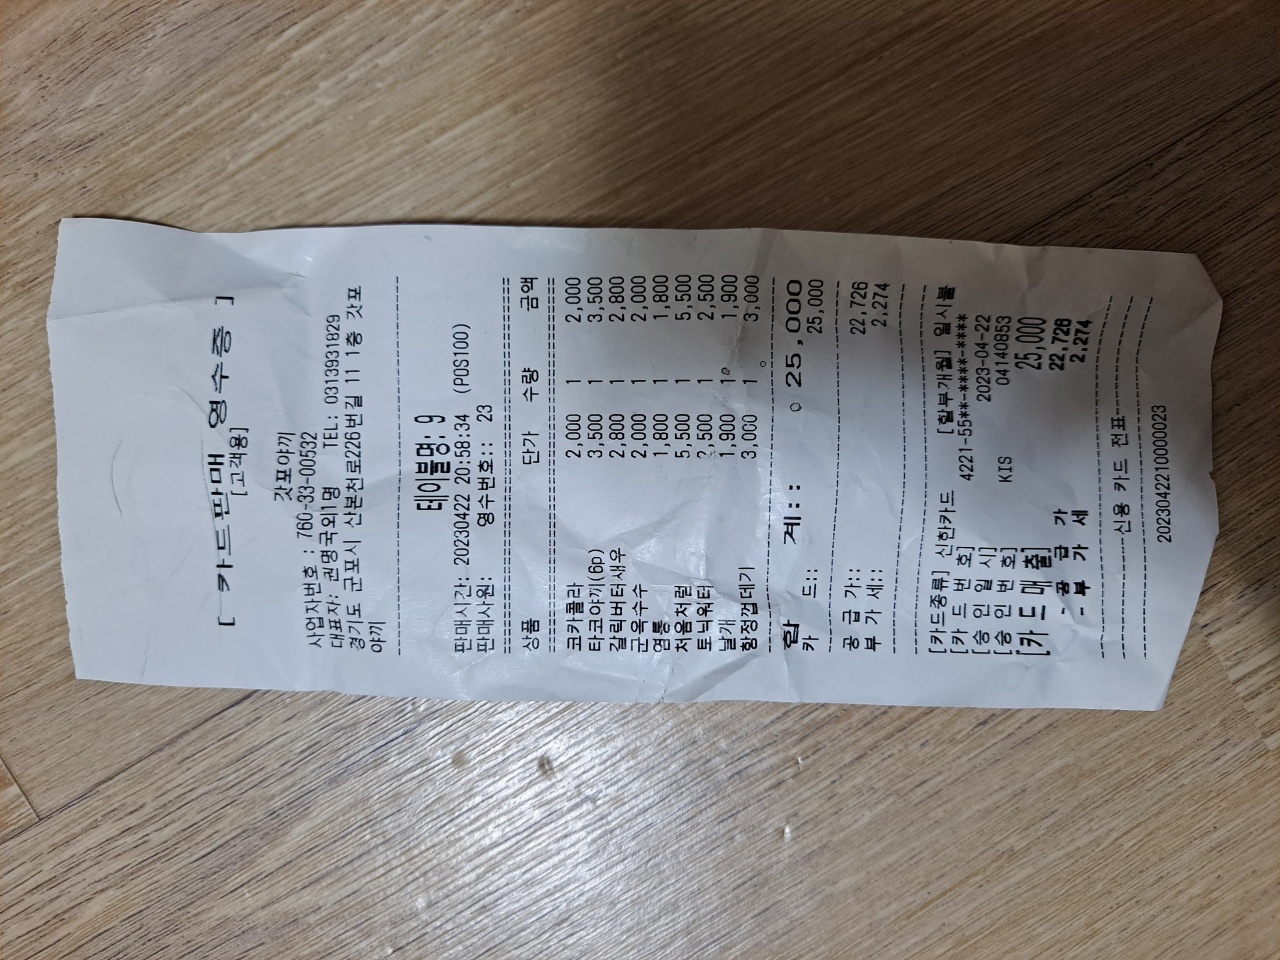 [ 카드판매 영수증 ]
[고객용]
갓포야끼
사업자번호 : 760-33-00532
대표자: 권명국외1명 TEL: 0313931829
경기도 군포시 산본천로226번길 11 1층 갓포
야끼
테이블명: 9
판매시간: 20230422 20:58:34 (POS100)
판매사원: 영수번호:: 23
상품 단가 수량 금액
코카콜라 2,000 1 2,000
타코야끼(6p) 3,500 1 3,500
갈릭버터새우 2,800 1 2,800
군옥수수 2,000 1 2,000
염통 1,800 1 1,800
처음처럼 5,500 1 5,500
토닉워터 2,500 1 2,500
날개 1,900 1 1,900
항정껍데기 3,000 1 3,000
합 계:: 25,000
카 드:: 25,000
공 급 가:: 22,726
부 가 세:: 2,274
[카드종류] 신한카드 [할부개월] 일시불
[카 드 번 호] 4221-55**-****-****
[승 인 일 시] 2023-04-22
[승 인 번 호] KIS 04140853
[카 드 매 출] 25,000
- 공 급 가 22,726
- 부 가 세 2,274
신용 카드 전표
202304221000023